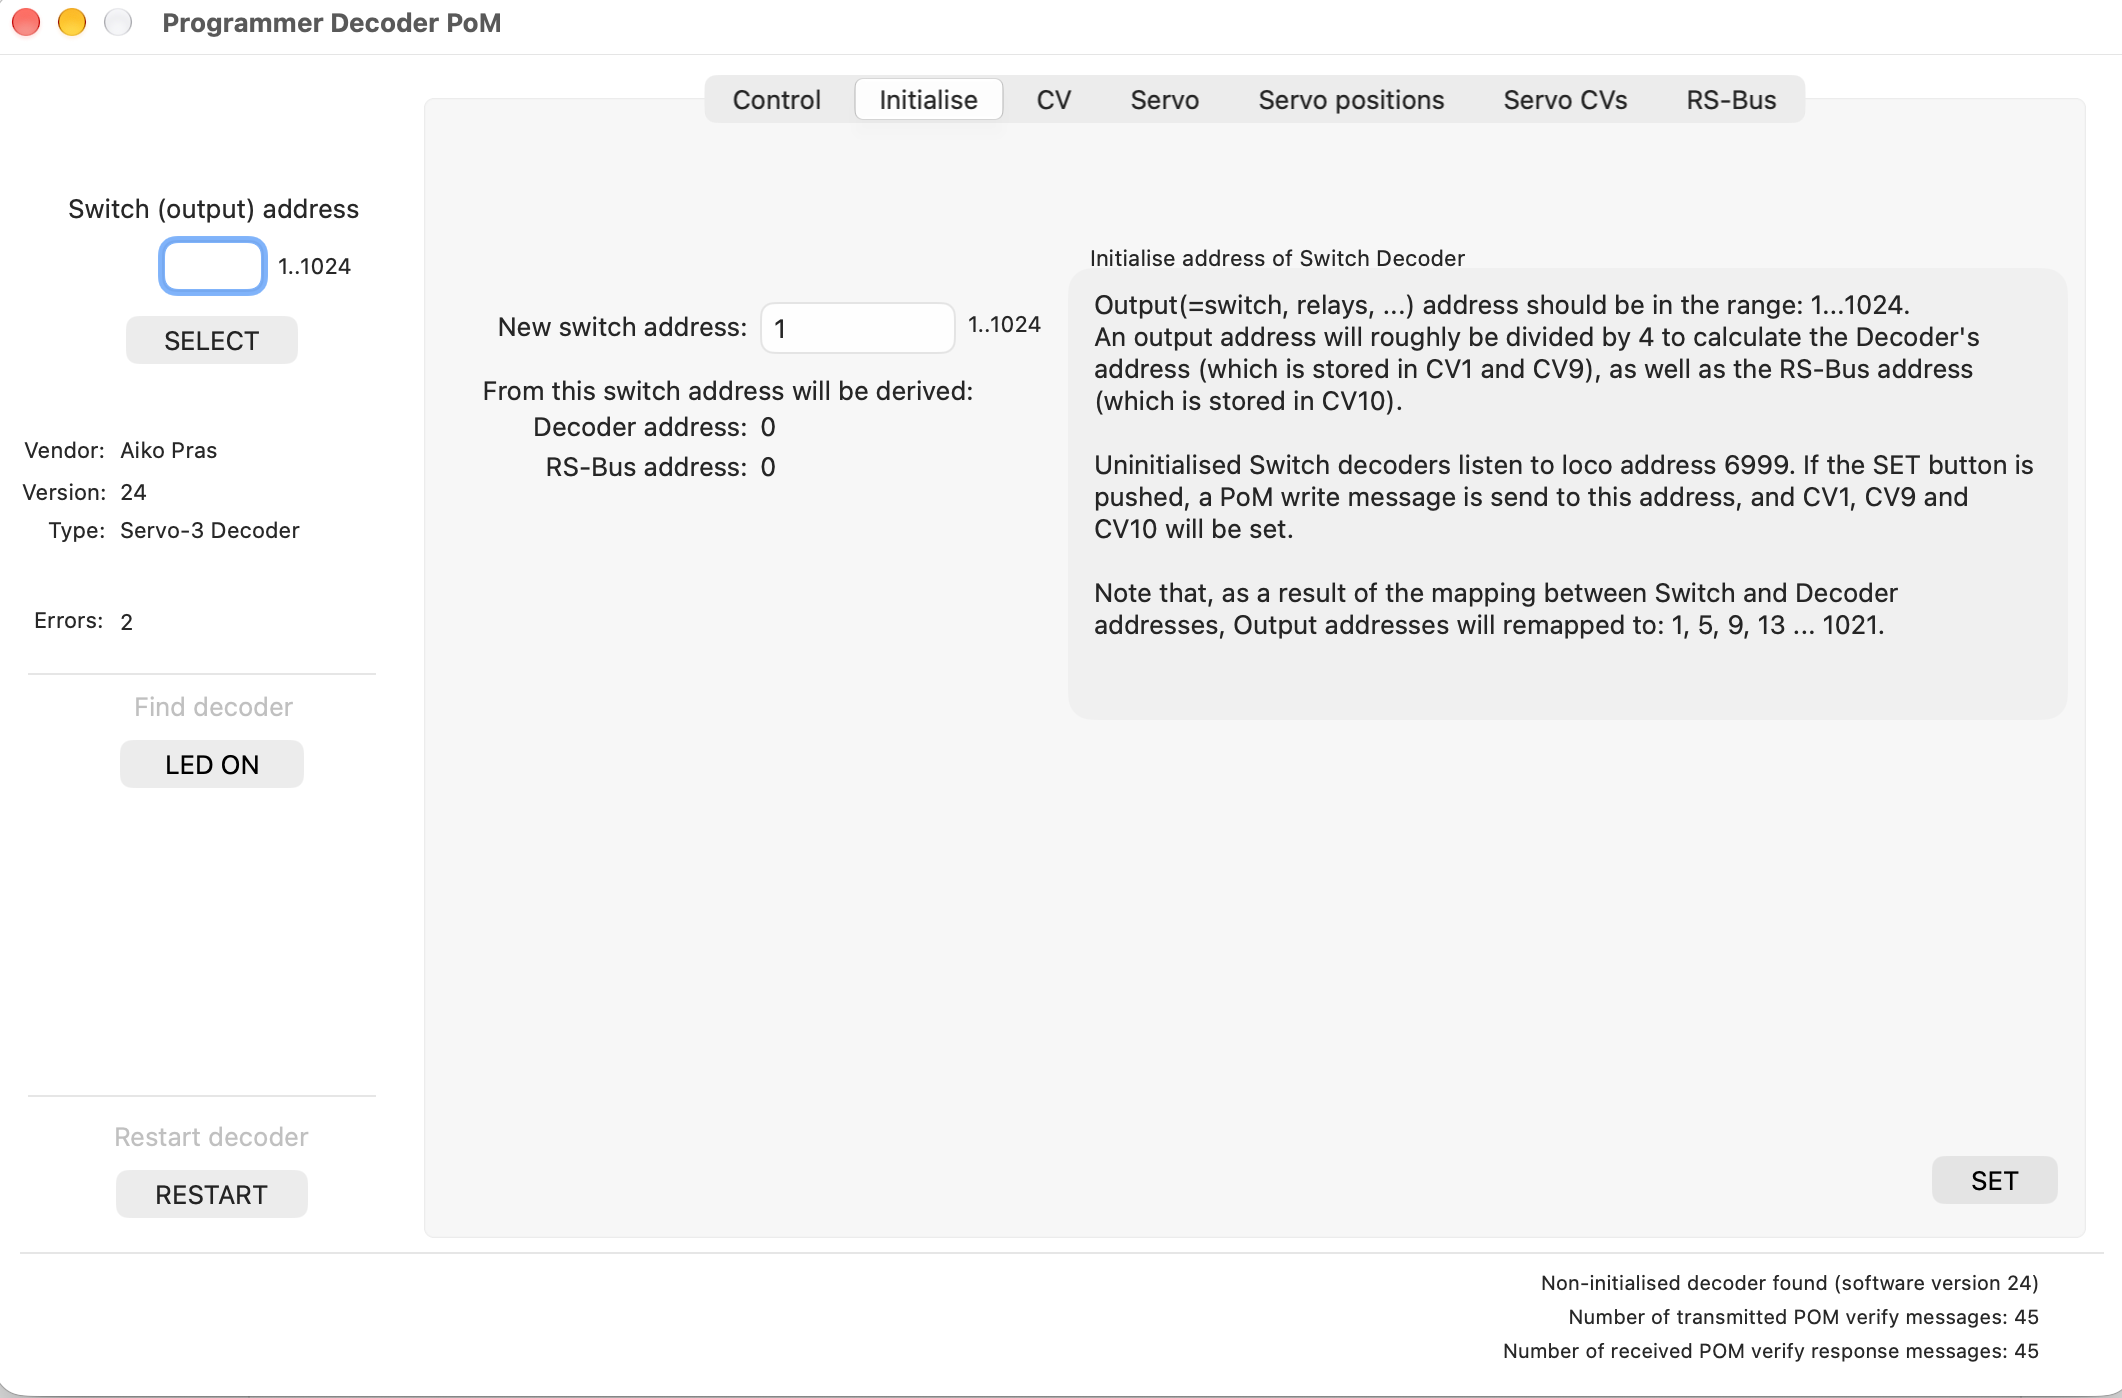 Programmer Decoder PoM
Control Initialise CV Servo Servo positions Servo CVs RS-Bus
Switch (output) address
1..1024
SELECT
Vendor: Aiko Pras
Version: 24
Type: Servo-3 Decoder
Errors: 2
Find decoder
LED ON
Restart decoder
RESTART
New switch address: 1 1..1024
From this switch address will be derived:
Decoder address: 0
RS-Bus address: 0
Initialise address of Switch Decoder
Output(=switch, relays, ...) address should be in the range: 1...1024.
An output address will roughly be divided by 4 to calculate the Decoder's
address (which is stored in CV1 and CV9), as well as the RS-Bus address
(which is stored in CV10).
Uninitialised Switch decoders listen to loco address 6999. If the SET button is
pushed, a PoM write message is send to this address, and CV1, CV9 and
CV10 will be set.
Note that, as a result of the mapping between Switch and Decoder
addresses, Output addresses will remapped to: 1, 5, 9, 13 ... 1021.
SET
Non-initialised decoder found (software version 24)
Number of transmitted POM verify messages: 45
Number of received POM verify response messages: 45